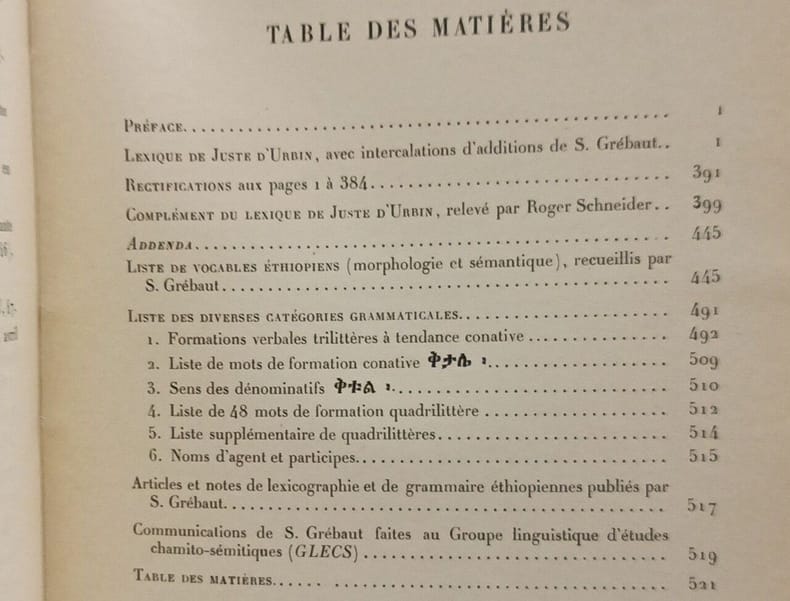 TABLE DES MATIÈRES
PRÉFACE. 1
LEXIQUE DE JUSTE D'URBIN, avec intercalations d'additions de S. Grébaut. . 1
RECTIFICATIONS aux pages 1 à 384. 391
COMPLÉMENT DU LEXIQUE DE JUSTE D'URBIN, relevé par Roger Schneider. . 399
ADDENDA. 445
LISTE DE VOCABLES ÉTHIOPIENS (morphologie et sémantique), recueillis par
S. Grébaut. 445
LISTE DES DIVERSES CATÉGORIES GRAMMATICALES. 491
1. Formations verbales trilittères à tendance conative 492
2. Liste de mots de formation conative ቅታሌ ፡. 509
3. Sens des dénominatifs ቅቱል ፡. 510
4. Liste de 48 mots de formation quadrilittère 512
5. Liste supplémentaire de quadrilittères. 514
6. Noms d'agent et participes. 515
Articles et notes de lexicographie et de grammaire éthiopiennes publiés par
S. Grébaut. 517
Communications de S. Grébaut faites au Groupe linguistique d'études
chamito-sémitiques (GLECS) 519
TABLE DES MATIÈRES. 521